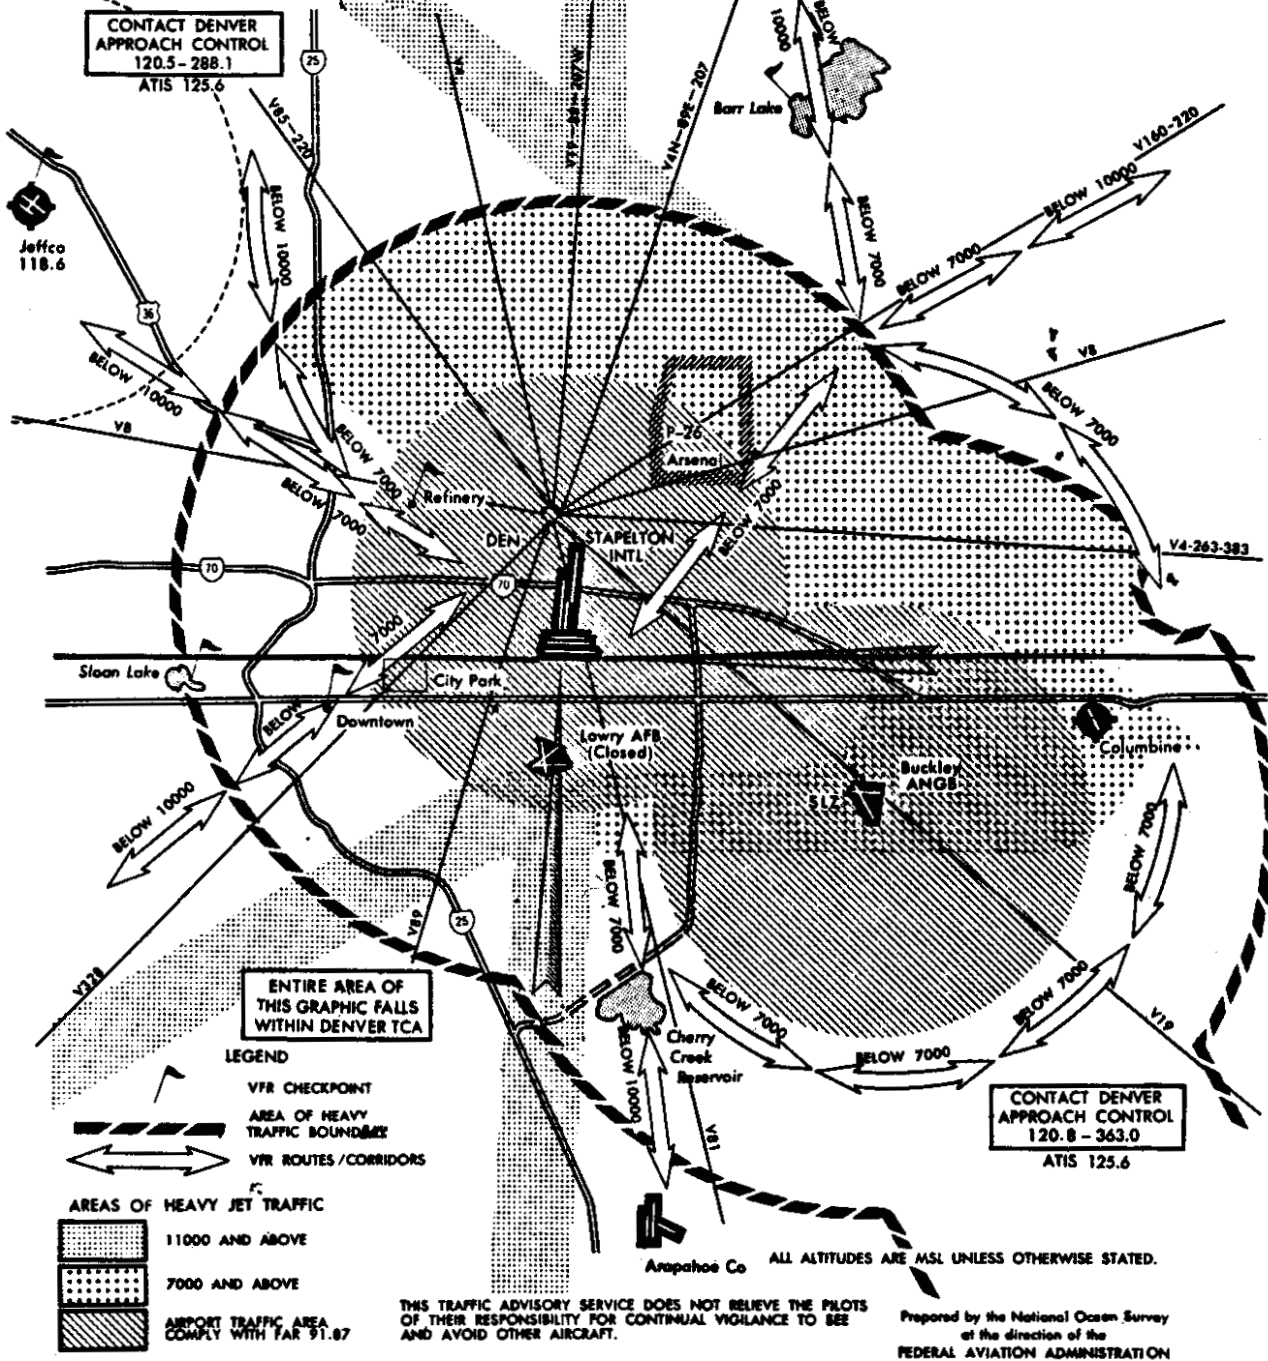 CONTACT DENVER
APPROACH CONTROL
120.5-288.1
ATIS 125.6
25
V85-220
V4N-89E-207
BELOW 10000
Barr Lake
V160-220
BELOW 10000
BELOW 7000
BELOW 7000
BELOW 10000
Jeffco
118.6
36
BELOW 10000
V8
V8
BELOW 7000
P-26
Arsenal
BELOW 7000
BELOW 7000
Refinery
DEN
STAPELTON
INTL
BELOW 7000
V4-263-383
70
70
7000
BELOW
Sloan Lake
City Park
Downtown
Lowry AFB
(Closed)
Columbine
Buckley
ANGB
BELOW 10000
BELOW 7000
BELOW 7000
V89
25
V328
ENTIRE AREA OF
THIS GRAPHIC FALLS
WITHIN DENVER TCA
BELOW 7000
BELOW 7000
V19
BELOW 7000
Cherry
Creek
Reservoir
BELOW 10000
V81
LEGEND
VFR CHECKPOINT
AREA OF HEAVY
TRAFFIC BOUNDARY
VFR ROUTES/CORRIDORS
CONTACT DENVER
APPROACH CONTROL
120.8-363.0
ATIS 125.6
AREAS OF HEAVY JET TRAFFIC
11000 AND ABOVE
7000 AND ABOVE
AIRPORT TRAFFIC AREA
COMPLY WITH FAR 91.87
Arapahoe Co
ALL ALTITUDES ARE MSL UNLESS OTHERWISE STATED.
THIS TRAFFIC ADVISORY SERVICE DOES NOT RELIEVE THE PILOTS
OF THEIR RESPONSIBILITY FOR CONTINUAL VIGILANCE TO SEE
AND AVOID OTHER AIRCRAFT.
Prepared by the National Ocean Survey
at the direction of the
FEDERAL AVIATION ADMINISTRATION